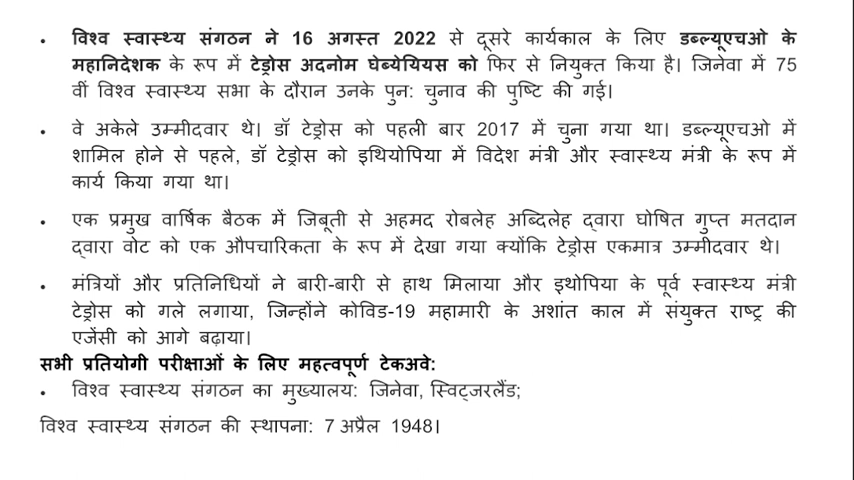 • विश्व स्वास्थ्य संगठन ने 16 अगस्त 2022 से दूसरे कार्यकाल के लिए डब्ल्यूएचओ के
महानिदेशक के रूप में टेड्रोस अदनोम घेब्येयियस को फिर से नियुक्त किया है। जिनेवा में 75
वीं विश्व स्वास्थ्य सभा के दौरान उनके पुन: चुनाव की पुष्टि की गई।
• वे अकेले उम्मीदवार थे। डॉ टेड्रोस को पहली बार 2017 में चुना गया था। डब्ल्यूएचओ में
शामिल होने से पहले, डॉ टेड्रोस को इथियोपिया में विदेश मंत्री और स्वास्थ्य मंत्री के रूप में
कार्य किया गया था।
• एक प्रमुख वार्षिक बैठक में जिबूती से अहमद रोबलेह अब्दिलेह द्वारा घोषित गुप्त मतदान
द्वारा वोट को एक औपचारिकता के रूप में देखा गया क्योंकि टेड्रोस एकमात्र उम्मीदवार थे।
• मंत्रियों और प्रतिनिधियों ने बारी-बारी से हाथ मिलाया और इथोपिया के पूर्व स्वास्थ्य मंत्री
टेड्रोस को गले लगाया, जिन्होंने कोविड-19 महामारी के अशांत काल में संयुक्त राष्ट्र की
एजेंसी को आगे बढ़ाया।
सभी प्रतियोगी परीक्षाओं के लिए महत्वपूर्ण टेकअवे:
• विश्व स्वास्थ्य संगठन का मुख्यालय: जिनेवा, स्विट्जरलैंड;
विश्व स्वास्थ्य संगठन की स्थापना: 7 अप्रैल 1948।